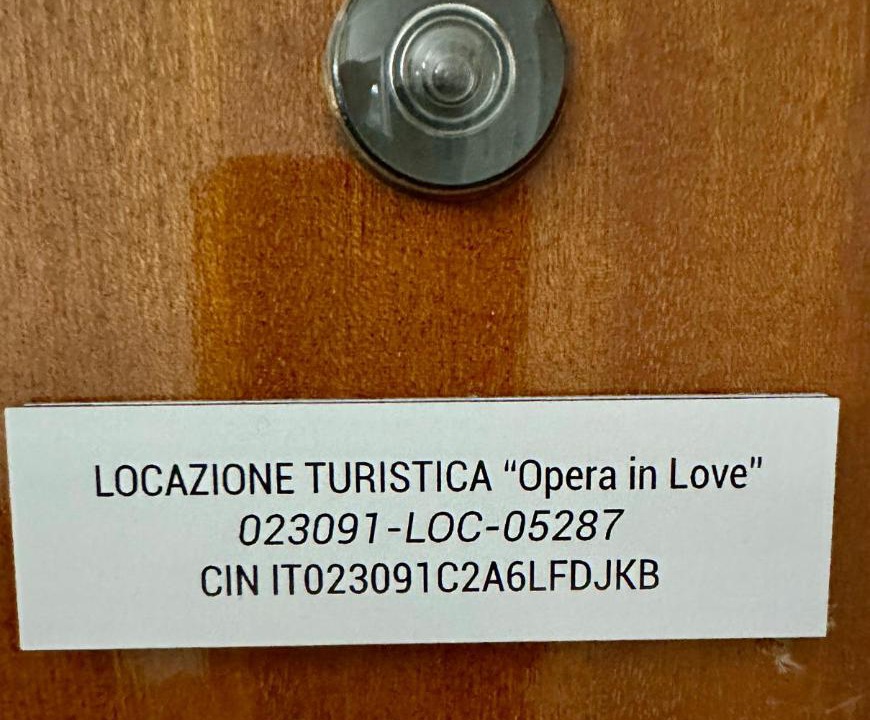 LOCAZIONE TURISTICA “Opera in Love”
023091-LOC-05287
CIN IT023091C2A6LFDJKB